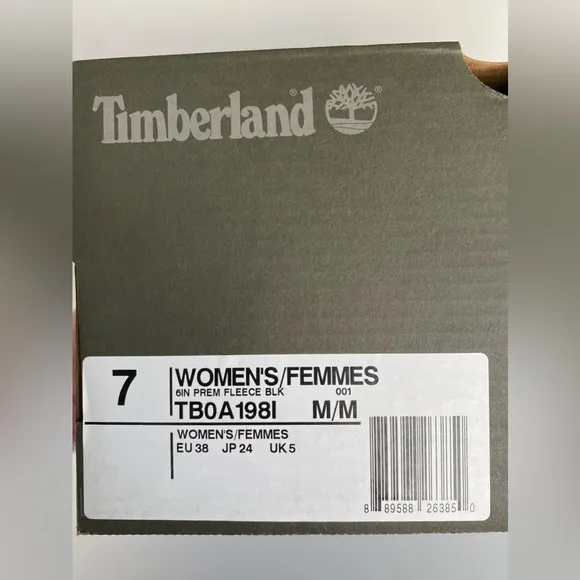 Timberland®
®
7
WOMEN'S/FEMMES
6IN PREM FLEECE BLK 001
TB0A198I M/M
WOMEN'S/FEMMES
EU 38 JP 24 UK 5
8 89588 26385 0